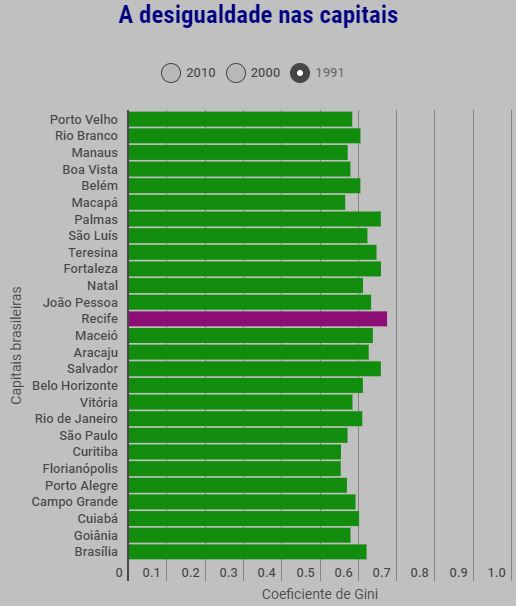 A desigualdade nas capitais
2010 2000 1991
Capitais brasileiras
Porto Velho
Rio Branco
Manaus
Boa Vista
Belém
Macapá
Palmas
São Luís
Teresina
Fortaleza
Natal
João Pessoa
Recife
Maceió
Aracaju
Salvador
Belo Horizonte
Vitória
Rio de Janeiro
São Paulo
Curitiba
Florianópolis
Porto Alegre
Campo Grande
Cuiabá
Goiânia
Brasília
0 0.1 0.2 0.3 0.4 0.5 0.6 0.7 0.8 0.9 1.0
Coeficiente de Gini